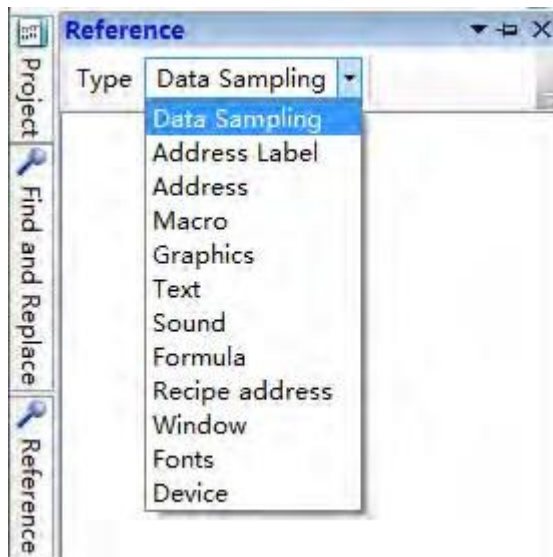 Reference
Type Data Sampling
Data Sampling
Address Label
Address
Macro
Graphics
Text
Sound
Formula
Recipe address
Window
Fonts
Device
Project
Find and Replace
Reference